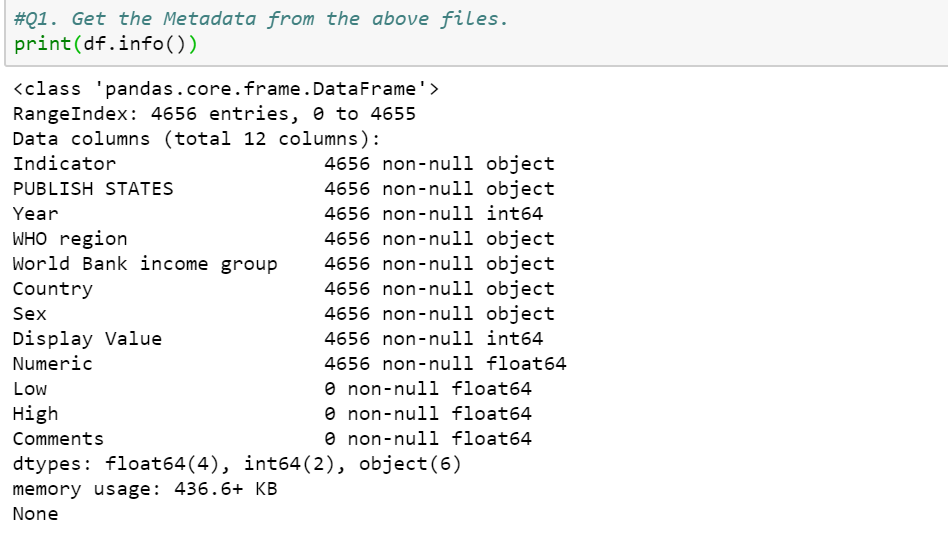 #Q1. Get the Metadata from the above files.
print(df.info())
<class 'pandas.core.frame.DataFrame'>
RangeIndex: 4656 entries, 0 to 4655
Data columns (total 12 columns):
Indicator                  4656 non-null object
PUBLISH STATES             4656 non-null object
Year                       4656 non-null int64
WHO region                 4656 non-null object
World Bank income group    4656 non-null object
Country                    4656 non-null object
Sex                        4656 non-null object
Display Value              4656 non-null int64
Numeric                    4656 non-null float64
Low                        0 non-null float64
High                       0 non-null float64
Comments                   0 non-null float64
dtypes: float64(4), int64(2), object(6)
memory usage: 436.6+ KB
None